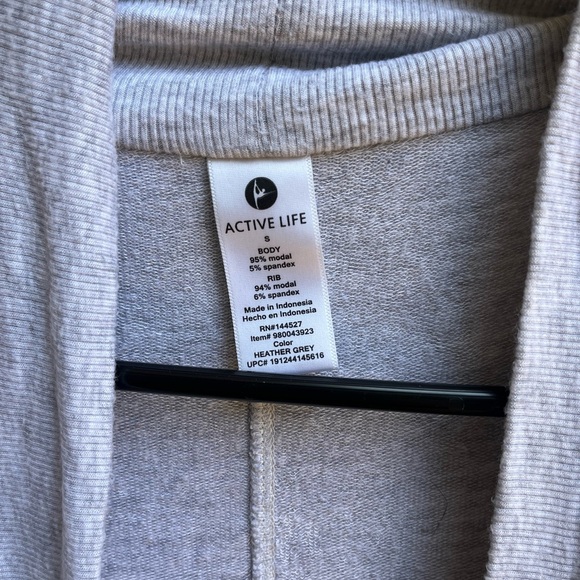 ACTIVE LIFE
S
BODY
95% modal
5% spandex
RIB
94% modal
6% spandex
Made in Indonesia
Hecho en Indonesia
RN#144527
Item# 980043923
Color
HEATHER GREY
UPC# 191244145616